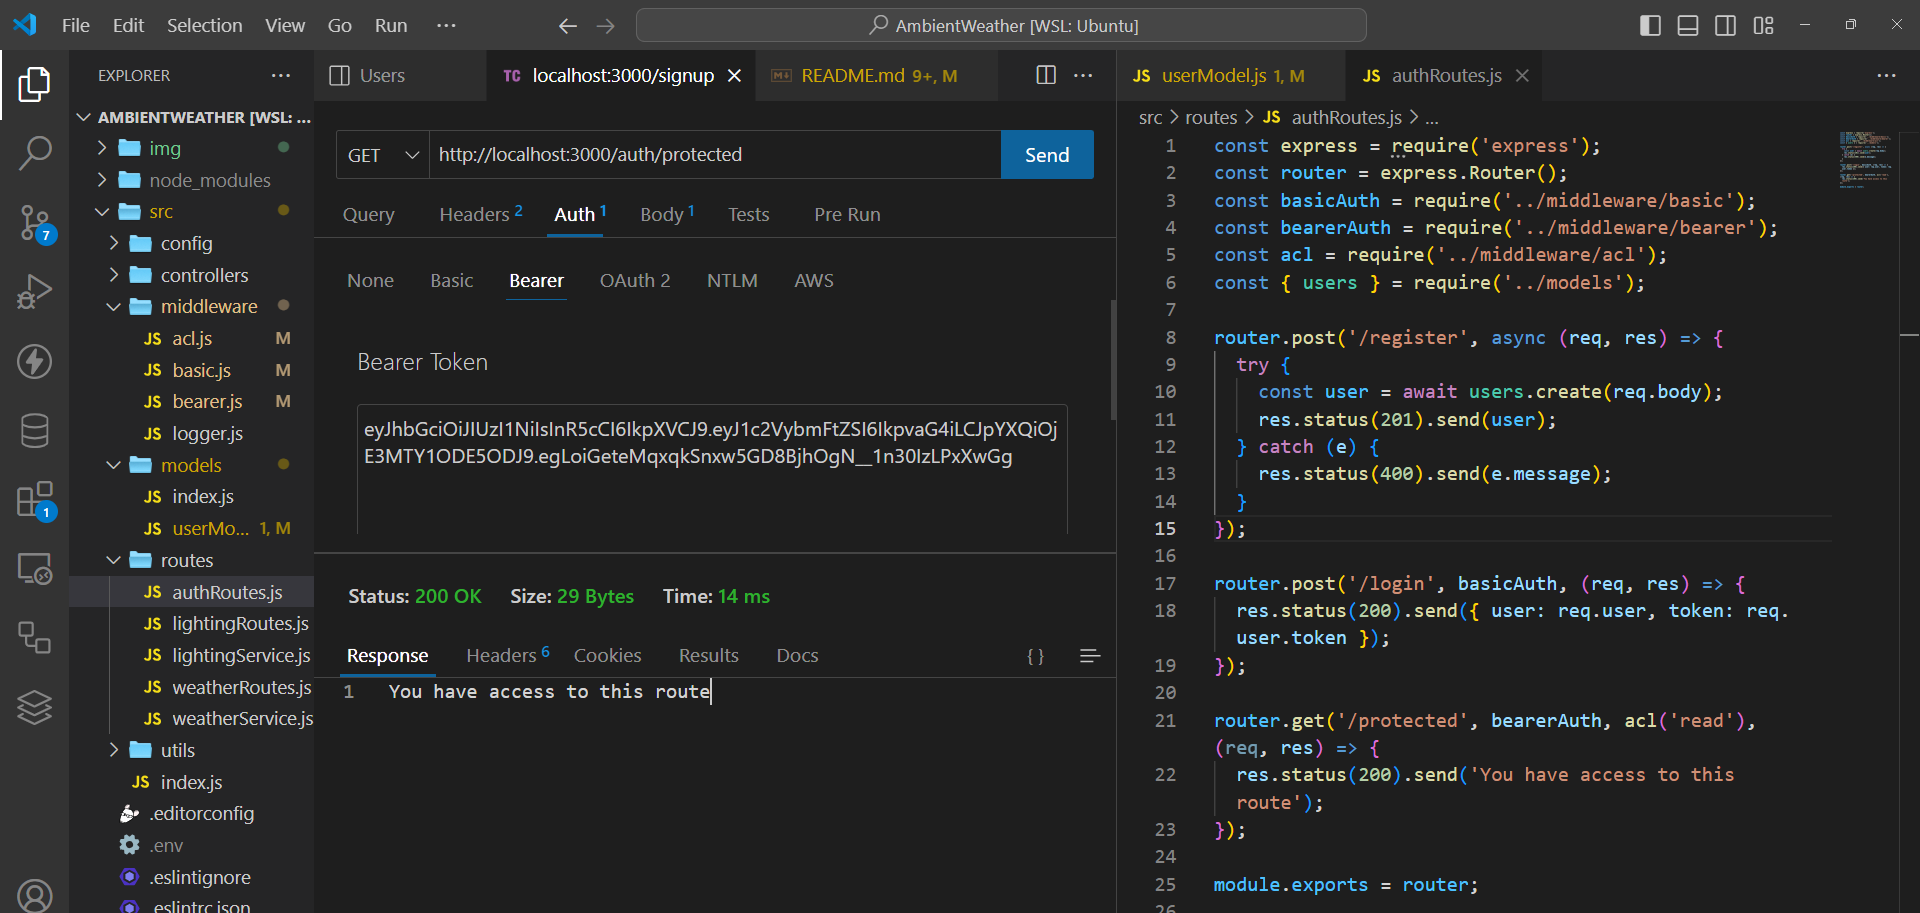 File Edit Selection View Go Run ···
AmbientWeather [WSL: Ubuntu]
EXPLORER ···
AMBIENTWEATHER [WSL: ...
img
node_modules
src
config
controllers
middleware
JS acl.js M
JS basic.js M
JS bearer.js M
JS logger.js
models
JS index.js
JS userMo... 1, M
routes
JS authRoutes.js
JS lightingRoutes.js
JS lightingService.js
JS weatherRoutes.js
JS weatherService.js
utils
JS index.js
.editorconfig
.env
.eslintignore
.eslintrc.json
7
1
Users
TC localhost:3000/signup
README.md 9+, M
GET http://localhost:3000/auth/protected Send
Query Headers 2 Auth 1 Body 1 Tests Pre Run
None Basic Bearer OAuth 2 NTLM AWS
Bearer Token
eyJhbGciOiJIUzI1NiIsInR5cCI6IkpXVCJ9.eyJ1c2VybmFtZSI6IkpvaG4iLCJpYXQiOj
E3MTY1ODE5ODJ9.egLoiGeteMqxqkSnxw5GD8BjhOgN__1n30IzLPxXwGg
Status: 200 OK Size: 29 Bytes Time: 14 ms
Response Headers 6 Cookies Results Docs { }
1 You have access to this route
JS userModel.js 1, M
JS authRoutes.js
src > routes > JS authRoutes.js > ...
1 const express = require('express');
2 const router = express.Router();
3 const basicAuth = require('../middleware/basic');
4 const bearerAuth = require('../middleware/bearer');
5 const acl = require('../middleware/acl');
6 const { users } = require('../models');
7
8 router.post('/register', async (req, res) => {
9 try {
10 const user = await users.create(req.body);
11 res.status(201).send(user);
12 } catch (e) {
13 res.status(400).send(e.message);
14 }
15 });
16
17 router.post('/login', basicAuth, (req, res) => {
18 res.status(200).send({ user: req.user, token: req.
user.token });
19 });
20
21 router.get('/protected', bearerAuth, acl('read'),
(req, res) => {
22 res.status(200).send('You have access to this
route');
23 });
24
25 module.exports = router;
26